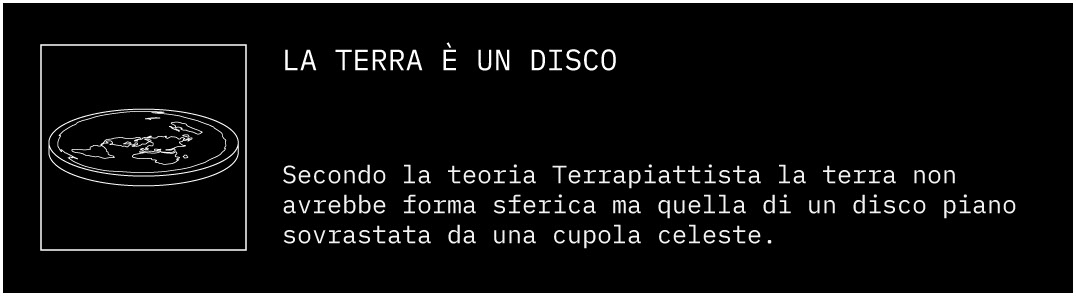 LA TERRA È UN DISCO
Secondo la teoria Terrapiattista la terra non
avrebbe forma sferica ma quella di un disco piano
sovrastata da una cupola celeste.